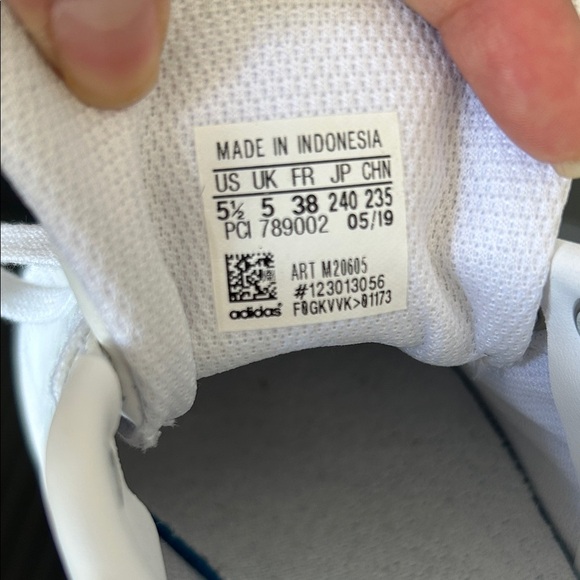 MADE IN INDONESIA
US UK FR JP CHN
5½ 5 38 240 235
PCI 789002 05/19
ART M20605
#123013056
adidas F0GKVVK>01173